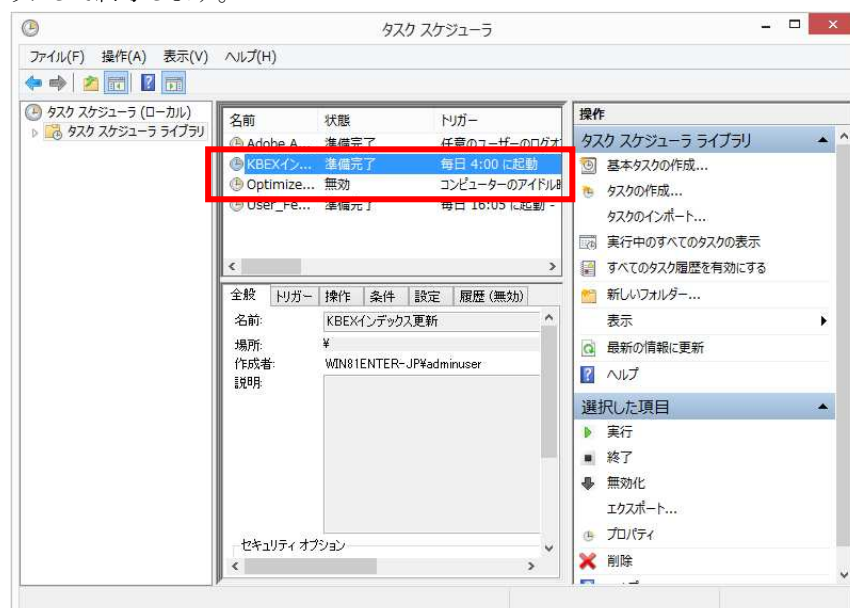 タスク スケジューラ
ファイル(F) 操作(A) 表示(V) ヘルプ(H)
タスク スケジューラ (ローカル)
タスク スケジューラ ライブラリ
名前 状態 トリガー
Adobe A... 準備完了 任意のユーザーのログオ
KBEXイン... 準備完了 毎日 4:00 に起動
Optimize... 無効 コンピューターのアイドル時
User_Fe... 準備完了 毎日 16:05 に起動 -
全般 トリガー 操作 条件 設定 履歴 (無効)
名前: KBEXインデックス更新
場所: ¥
作成者: WIN81ENTER-JP¥adminuser
説明:
セキュリティ オプション
操作
タスク スケジューラ ライブラリ
基本タスクの作成...
タスクの作成...
タスクのインポート...
実行中のすべてのタスクの表示
すべてのタスク履歴を有効にする
新しいフォルダー...
表示
最新の情報に更新
ヘルプ
選択した項目
実行
終了
無効化
エクスポート...
プロパティ
削除